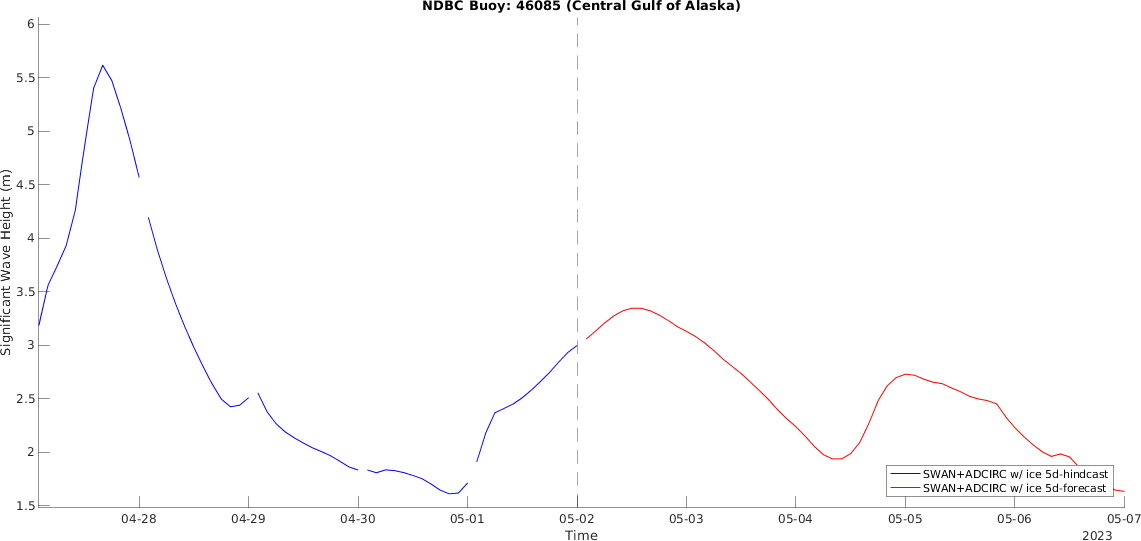 NDBC Buoy: 46085 (Central Gulf of Alaska)
6
5.5
5
4.5
4
3.5
3
2.5
2
1.5
Significant Wave Height (m)
SWAN+ADCIRC w/ ice 5d-hindcast
SWAN+ADCIRC w/ ice 5d-forecast
04-28 04-29 04-30 05-01 05-02 05-03 05-04 05-05 05-06 05-07
Time
2023